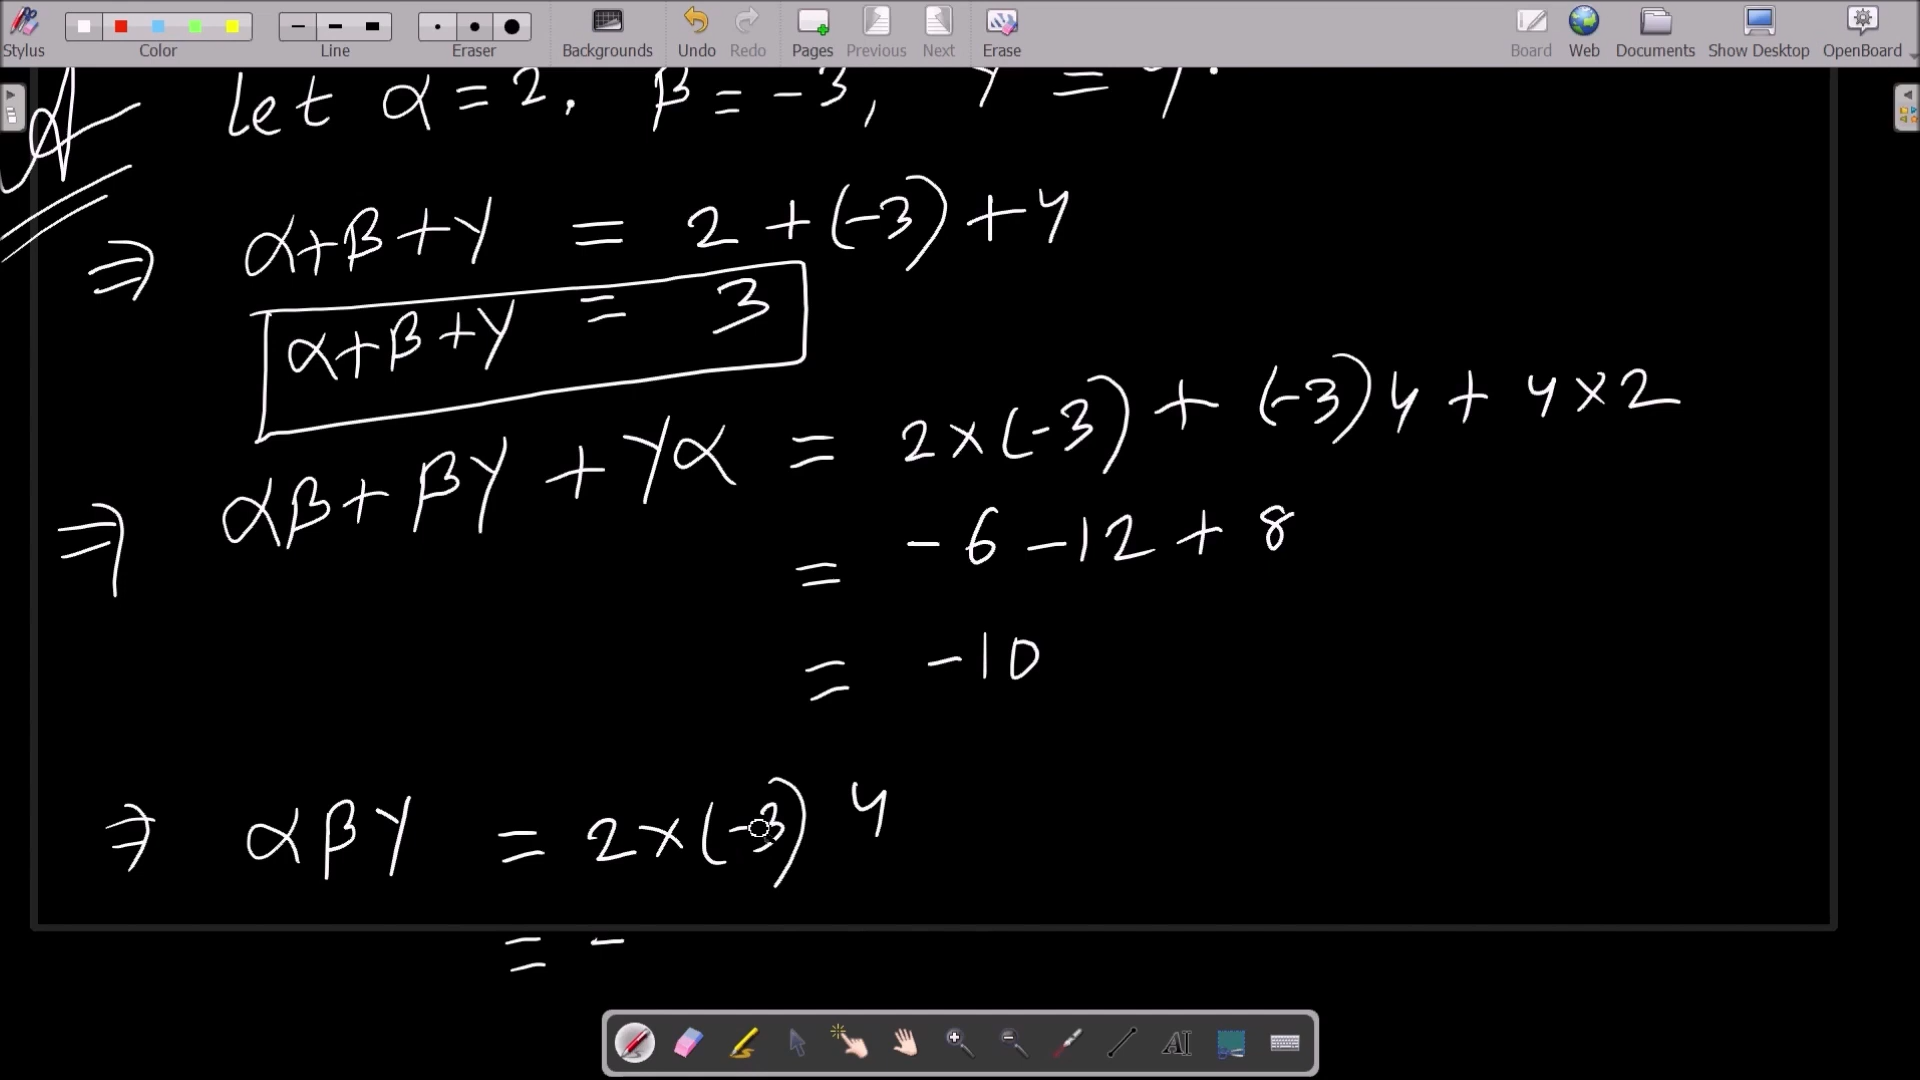 Stylus Color Line Eraser Backgrounds Undo Redo Pages Previous Next Erase Board Web Documents Show Desktop OpenBoard
A
Let α = 2, β = -3, γ = 4.
⇒ α+β+γ = 2 + (-3) + 4
α+β+γ = 3
⇒ αβ + βγ + γα = 2×(-3) + (-3)4 + 4×2
= -6 -12 + 8
= -10
⇒ αβγ = 2×(-3) 4
= -
AI